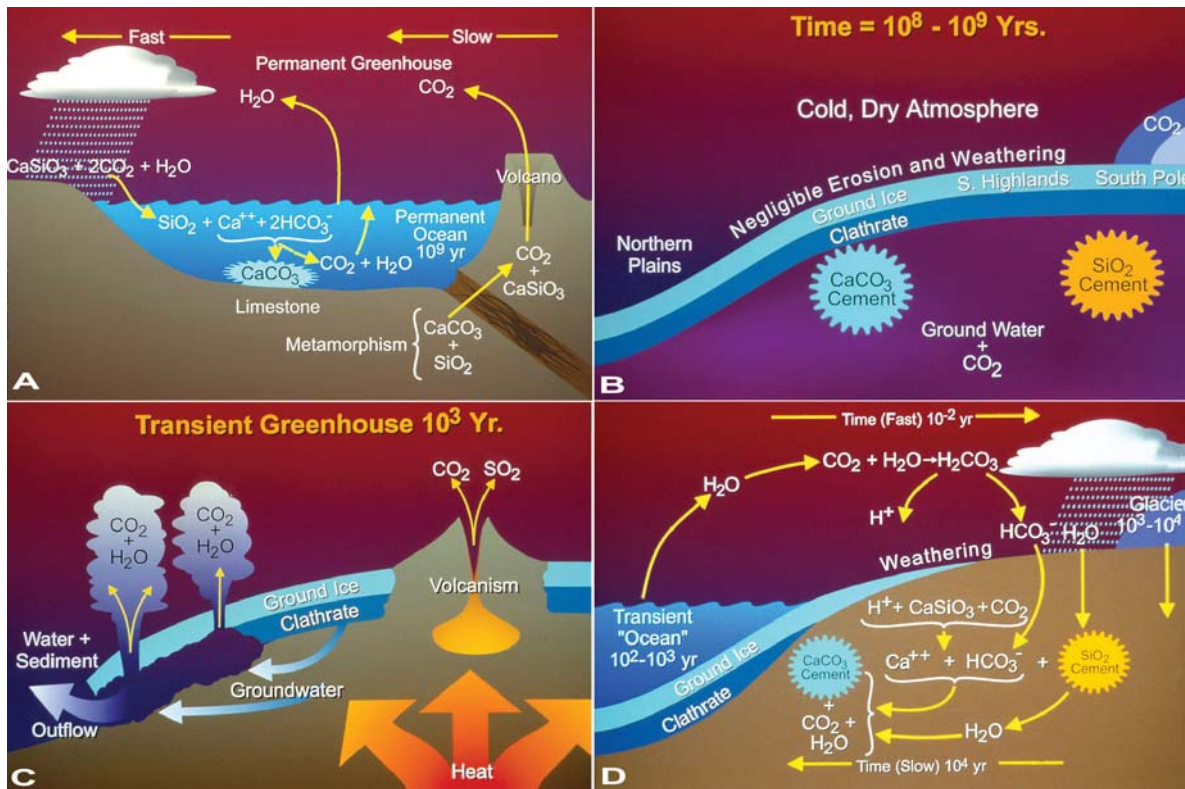 Fast
Slow
Permanent Greenhouse
H2O
CO2
CaSiO3 + 2CO2 + H2O
Volcano
SiO2 + Ca++ + 2HCO3-
Permanent
Ocean
10^9 yr
CO2 + H2O
CaCO3
Limestone
CO2
+
CaSiO3
Metamorphism
CaCO3
+
SiO2
A
Time = 10^8 - 10^9 Yrs.
Cold, Dry Atmosphere
CO2
Negligible Erosion and Weathering
Ground Ice
S. Highlands
South Pole
Clathrate
Northern
Plains
CaCO3
Cement
SiO2
Cement
Ground Water
+
CO2
B
Transient Greenhouse 10^3 Yr.
CO2
SO2
CO2
+
H2O
CO2
+
H2O
Volcanism
Ground Ice
Clathrate
Water +
Sediment
Groundwater
Outflow
Heat
C
Time (Fast) 10^-2 yr
H2O
CO2 + H2O→H2CO3
H+
HCO3-
H2O
Glacier
10^3-10^4
Weathering
Transient
"Ocean"
10^2-10^3 yr
H+ + CaSiO3 + CO2
Ca++ + HCO3- +
SiO2
Cement
CaCO3
Cement
+
CO2 +
H2O
H2O
Ground Ice
Clathrate
Time (Slow) 10^4 yr
D